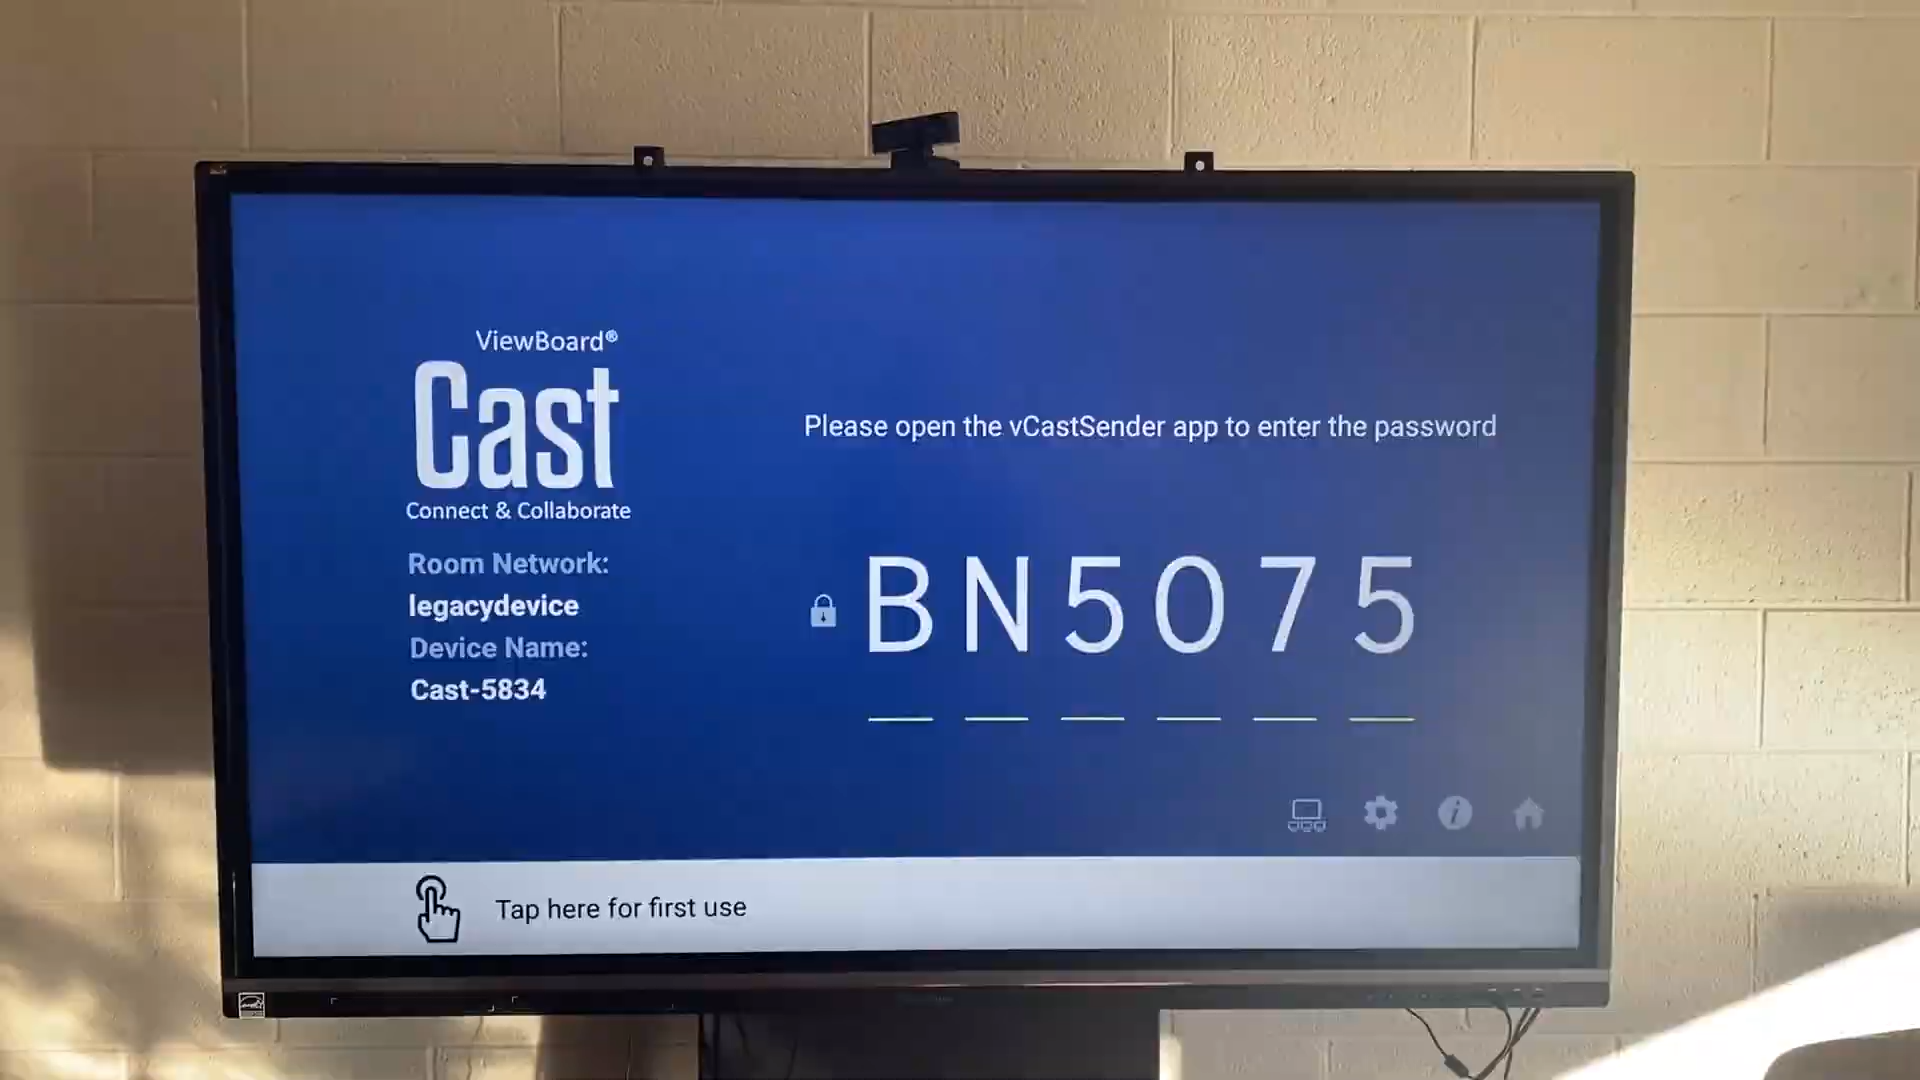 ViewBoard®
Cast
Connect & Collaborate
Room Network:
legacydevice
Device Name:
Cast-5834
Please open the vCastSender app to enter the password
BN5075
Tap here for first use